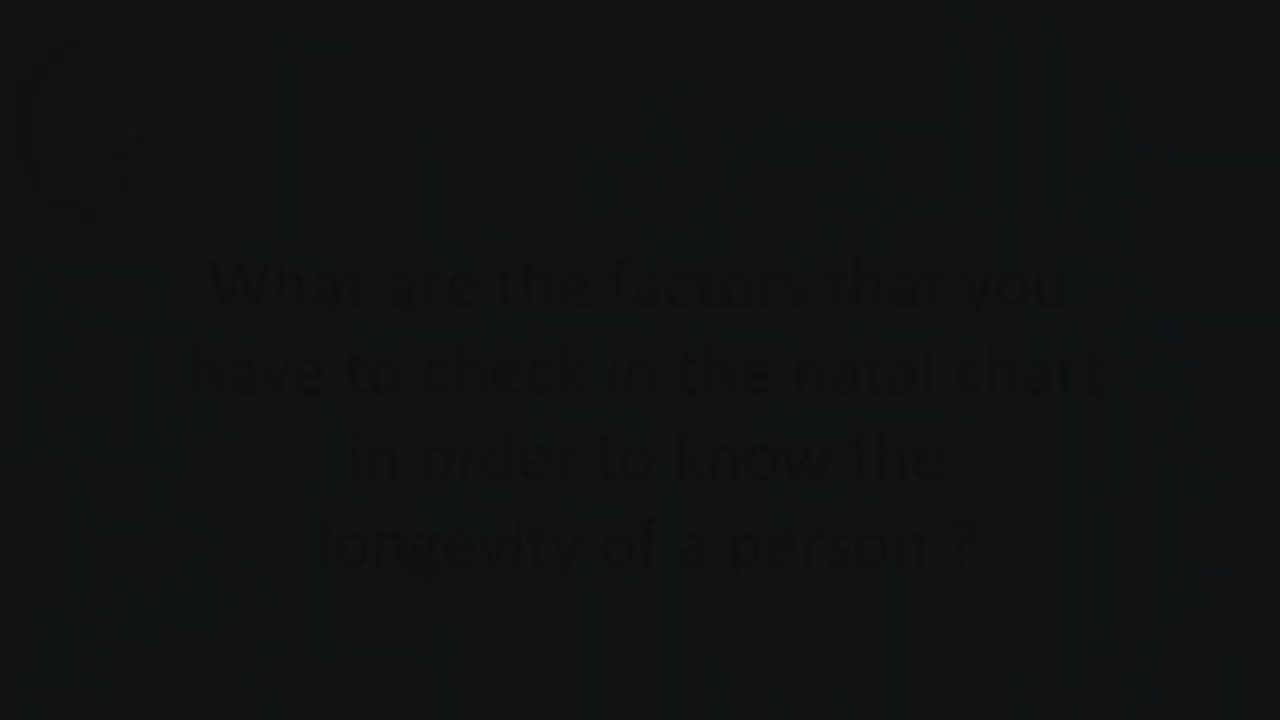 ?
What are the factors that you
have to check in the natal chart
in order to know the
longevity of a person ?